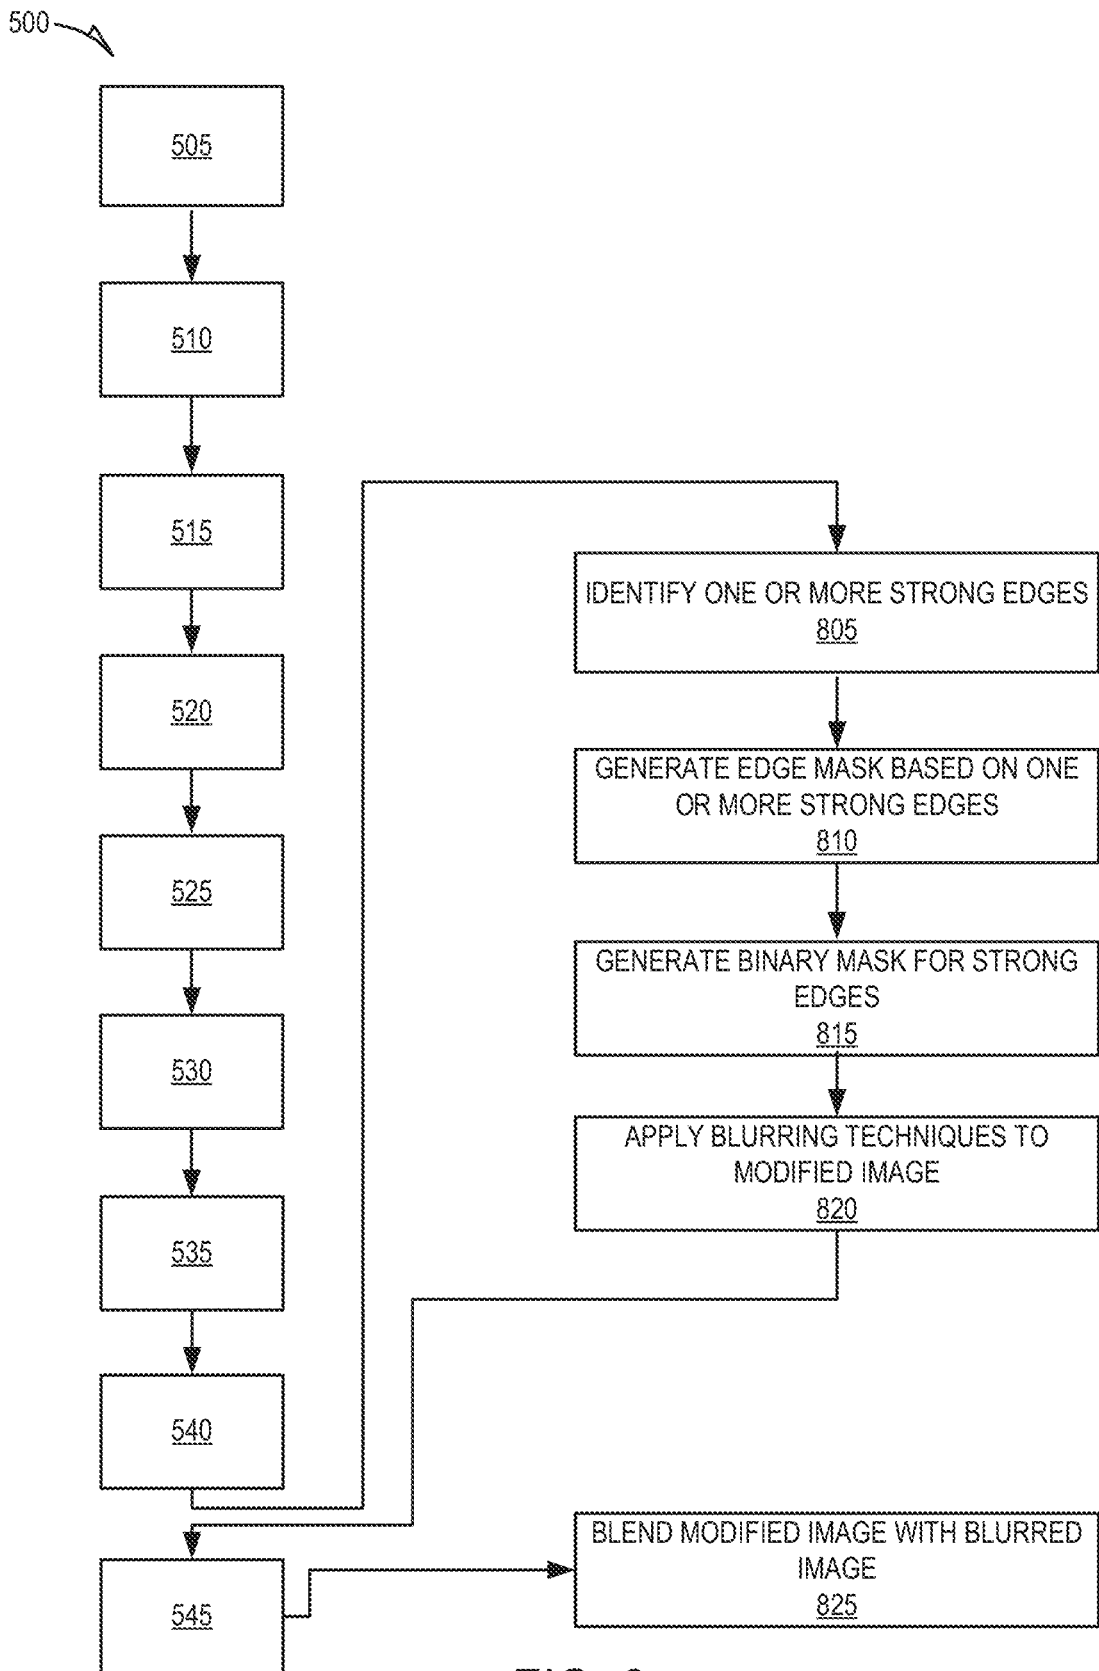 500
505
510
515
520
525
530
535
540
545
IDENTIFY ONE OR MORE STRONG EDGES
805
GENERATE EDGE MASK BASED ON ONE
OR MORE STRONG EDGES
810
GENERATE BINARY MASK FOR STRONG
EDGES
815
APPLY BLURRING TECHNIQUES TO
MODIFIED IMAGE
820
BLEND MODIFIED IMAGE WITH BLURRED
IMAGE
825